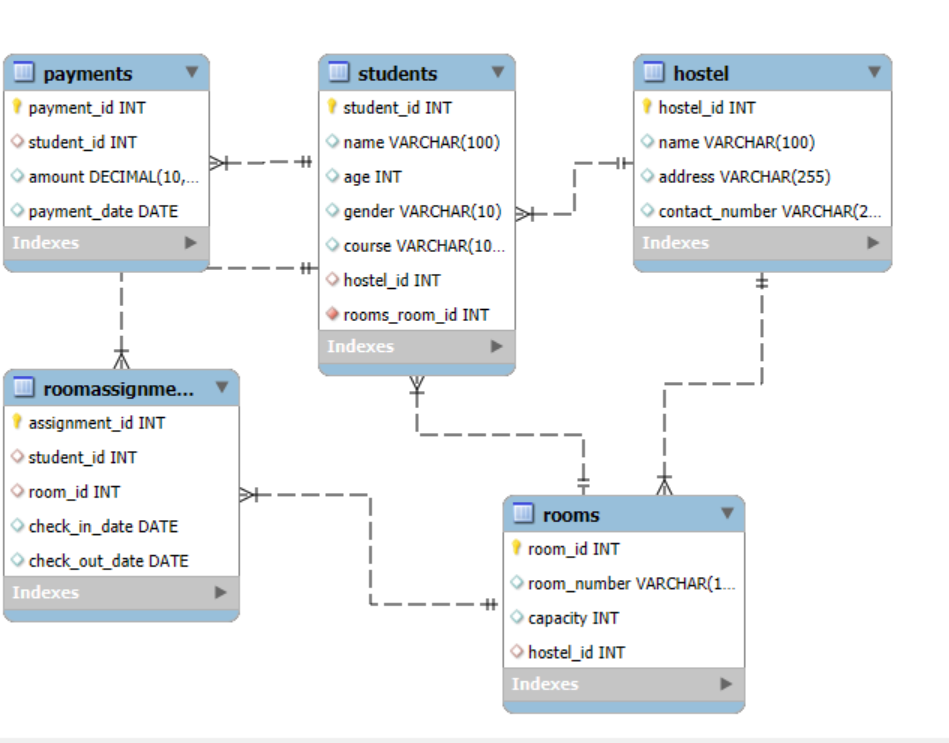 payments
payment_id INT
student_id INT
amount DECIMAL(10,...
payment_date DATE
Indexes
students
student_id INT
name VARCHAR(100)
age INT
gender VARCHAR(10)
course VARCHAR(10...
hostel_id INT
rooms_room_id INT
Indexes
hostel
hostel_id INT
name VARCHAR(100)
address VARCHAR(255)
contact_number VARCHAR(2...
Indexes
roomassignme...
assignment_id INT
student_id INT
room_id INT
check_in_date DATE
check_out_date DATE
Indexes
rooms
room_id INT
room_number VARCHAR(1...
capacity INT
hostel_id INT
Indexes